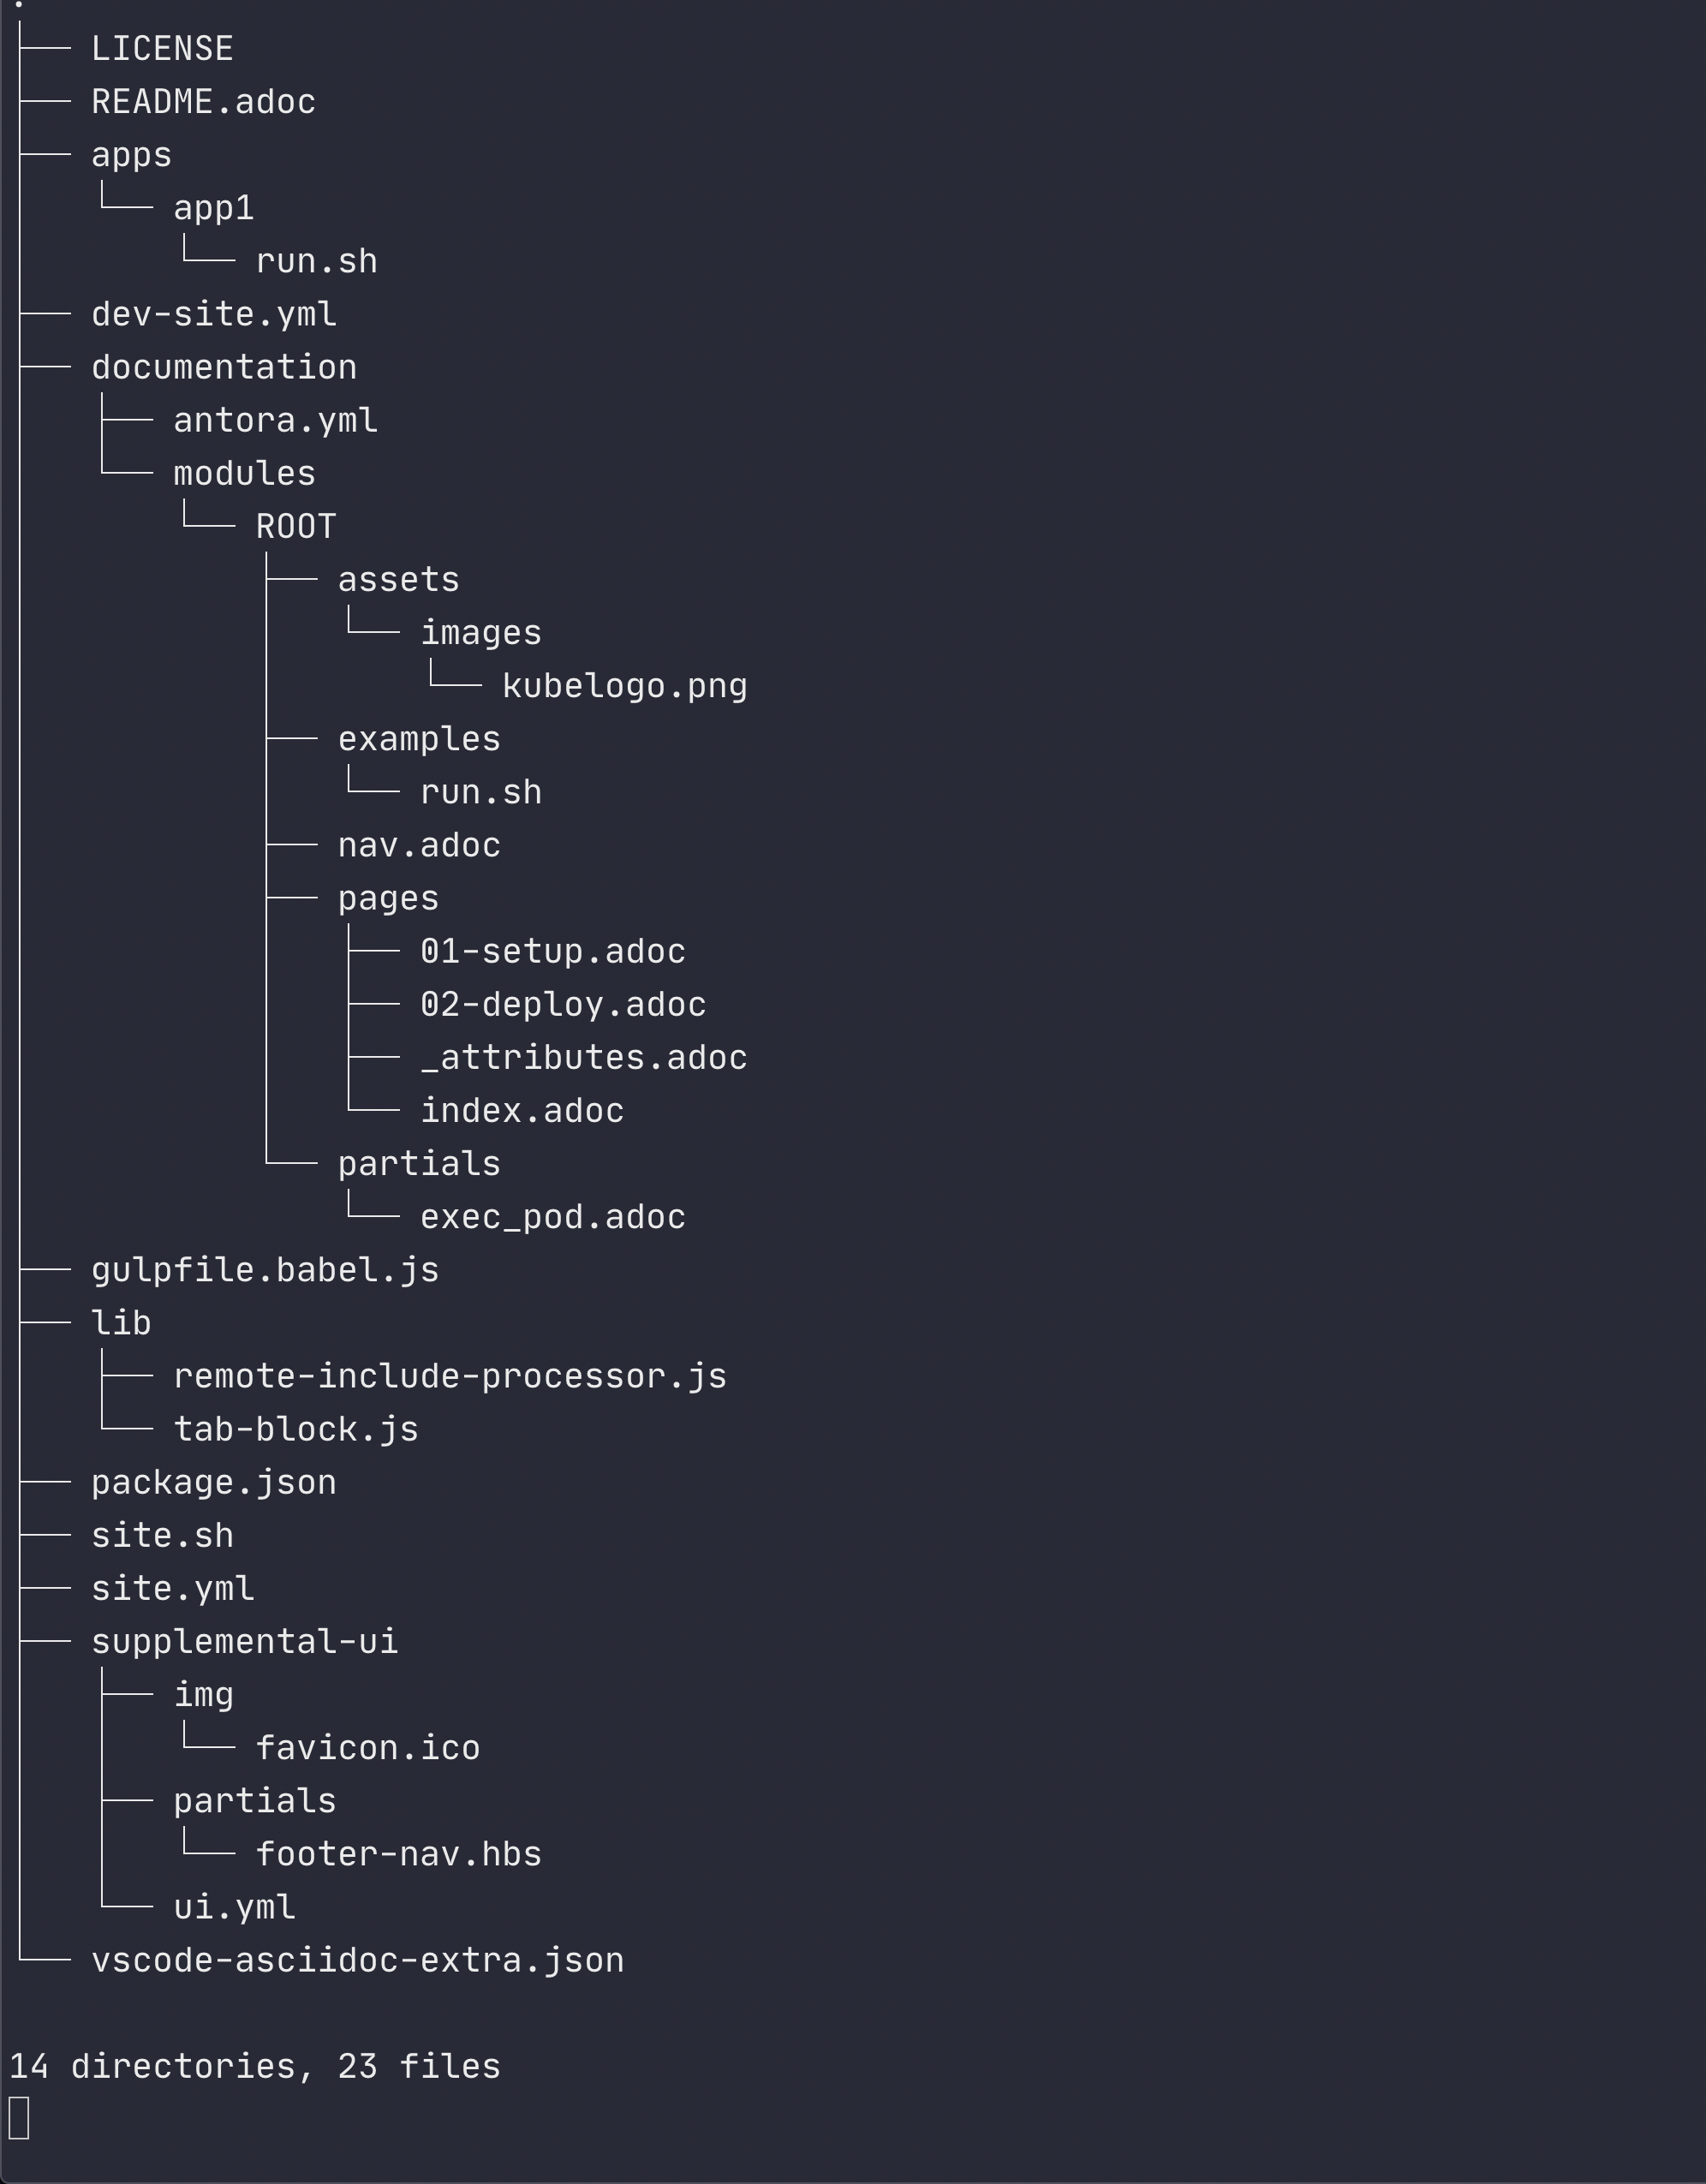 .
├── LICENSE
├── README.adoc
├── apps
│   └── app1
│       └── run.sh
├── dev-site.yml
├── documentation
│   ├── antora.yml
│   └── modules
│       └── ROOT
│           ├── assets
│           │   └── images
│           │       └── kubelogo.png
│           ├── examples
│           │   └── run.sh
│           ├── nav.adoc
│           ├── pages
│           │   ├── 01-setup.adoc
│           │   ├── 02-deploy.adoc
│           │   ├── _attributes.adoc
│           │   └── index.adoc
│           └── partials
│               └── exec_pod.adoc
├── gulpfile.babel.js
├── lib
│   ├── remote-include-processor.js
│   └── tab-block.js
├── package.json
├── site.sh
├── site.yml
├── supplemental-ui
│   ├── img
│   │   └── favicon.ico
│   ├── partials
│   │   └── footer-nav.hbs
│   └── ui.yml
└── vscode-asciidoc-extra.json

14 directories, 23 files